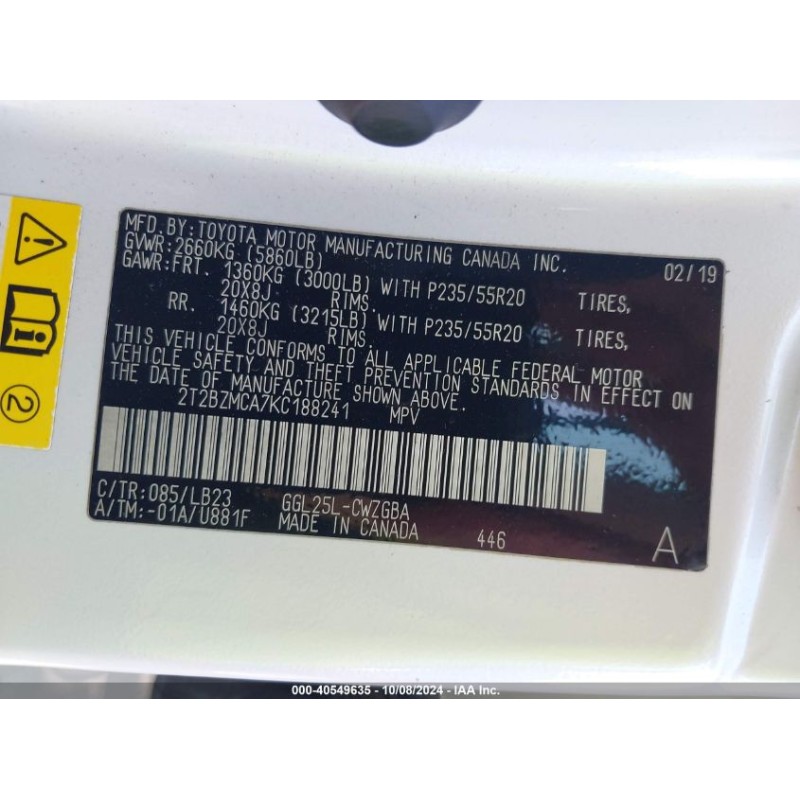 MFD.BY:TOYOTA MOTOR MANUFACTURING CANADA INC. 02/19
GVWR:2660KG (5860LB)
GAWR:FRT. 1360KG (3000LB) WITH P235/55R20 TIRES,
20X8J RIMS.
RR. 1460KG (3215LB) WITH P235/55R20 TIRES,
20X8J RIMS.
THIS VEHICLE CONFORMS TO ALL APPLICABLE FEDERAL MOTOR
VEHICLE SAFETY AND THEFT PREVENTION STANDARDS IN EFFECT ON
THE DATE OF MANUFACTURE SHOWN ABOVE.
2T2BZMCA7KC188241 MPV
C/TR:085/LB23 GGL25L-CWZGBA
A/TM:-01A/U881F MADE IN CANADA 446 A
2
000-40549635 - 10/08/2024 - IAA Inc.